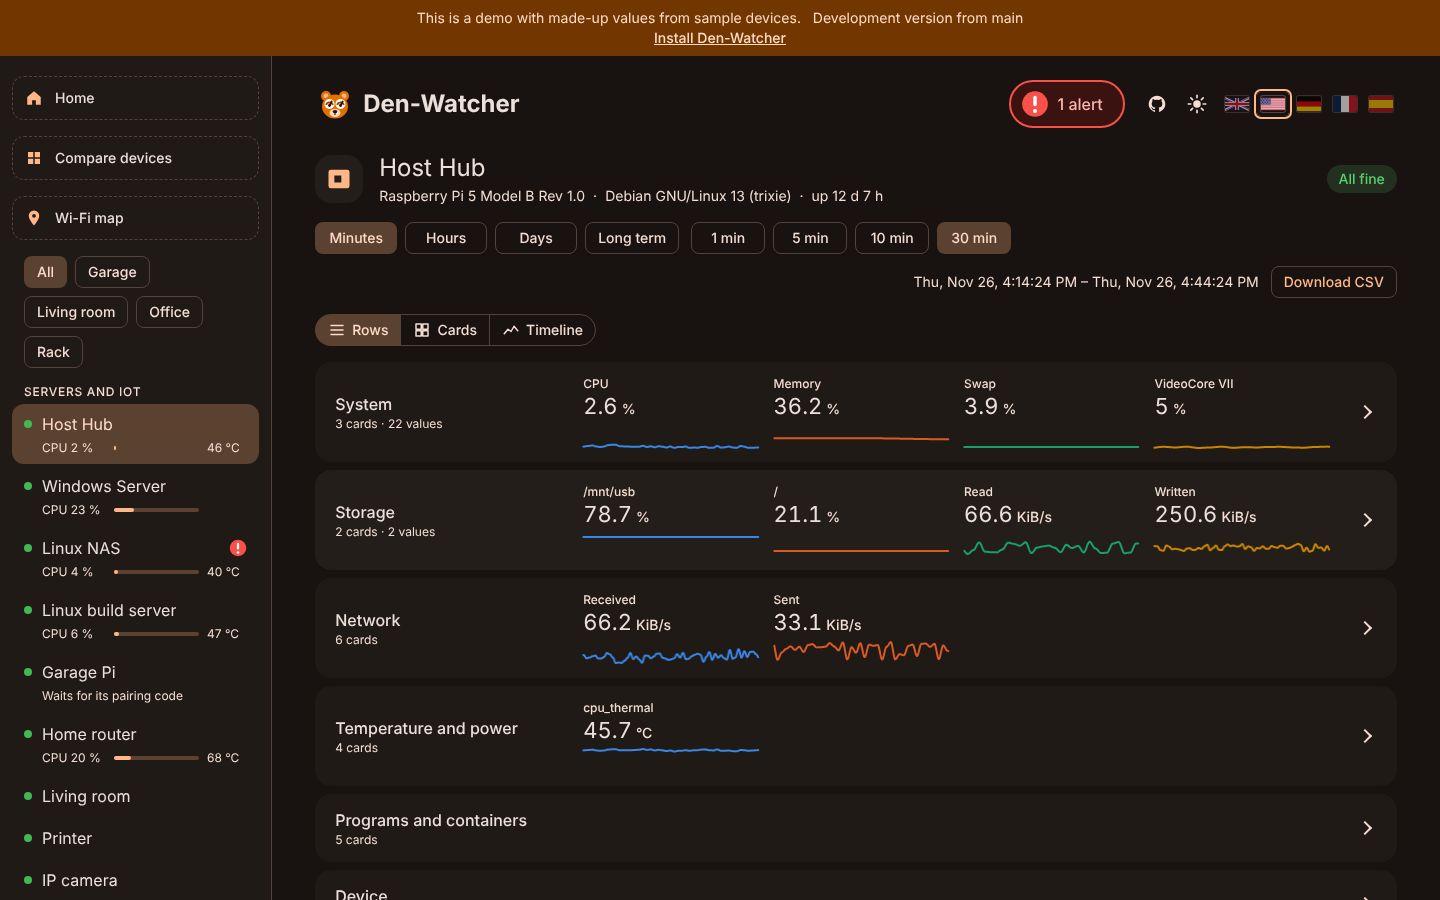 This is a demo with made-up values from sample devices. Development version from main
Install Den-Watcher
Home
Compare devices
Wi-Fi map
All
Garage
Living room
Office
Rack
SERVERS AND IOT
Host Hub
CPU 2 %
46 °C
Windows Server
CPU 23 %
Linux NAS
CPU 4 %
40 °C
Linux build server
CPU 6 %
47 °C
Garage Pi
Waits for its pairing code
Home router
CPU 20 %
68 °C
Living room
Printer
IP camera
Den-Watcher
1 alert
Host Hub
Raspberry Pi 5 Model B Rev 1.0 · Debian GNU/Linux 13 (trixie) · up 12 d 7 h
All fine
Minutes
Hours
Days
Long term
1 min
5 min
10 min
30 min
Thu, Nov 26, 4:14:24 PM – Thu, Nov 26, 4:44:24 PM
Download CSV
Rows
Cards
Timeline
System
3 cards · 22 values
CPU
2.6 %
Memory
36.2 %
Swap
3.9 %
VideoCore VII
5 %
Storage
2 cards · 2 values
/mnt/usb
78.7 %
/
21.1 %
Read
66.6 KiB/s
Written
250.6 KiB/s
Network
6 cards
Received
66.2 KiB/s
Sent
33.1 KiB/s
Temperature and power
4 cards
cpu_thermal
45.7 °C
Programs and containers
5 cards
Device